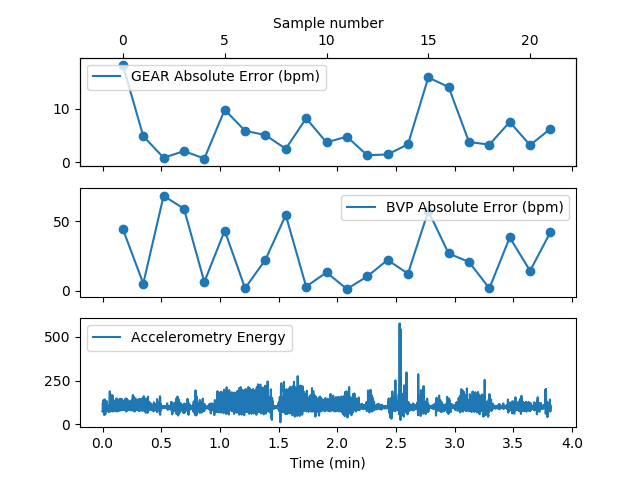 Sample number
0 5 10 15 20
GEAR Absolute Error (bpm)
10
0
BVP Absolute Error (bpm)
50
0
Accelerometry Energy
500
250
0
0.0 0.5 1.0 1.5 2.0 2.5 3.0 3.5 4.0
Time (min)